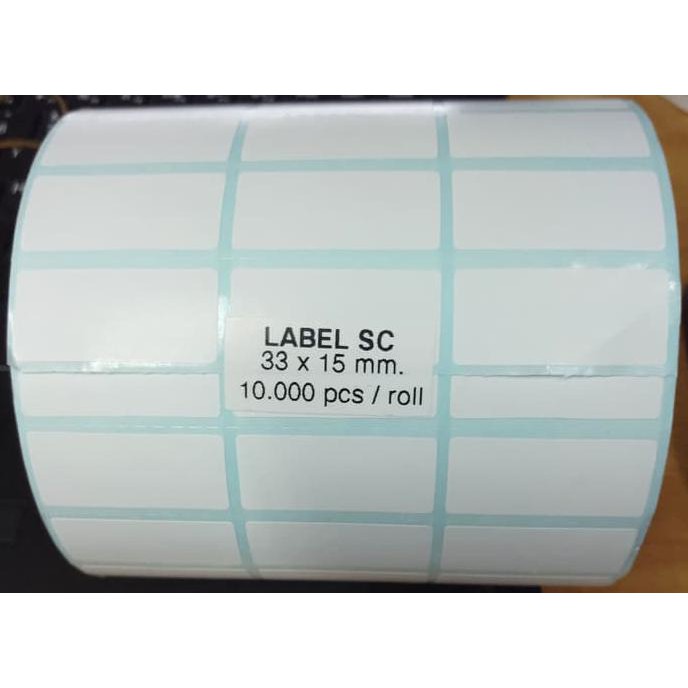 LABEL SC
33 x 15 mm.
10.000 pcs / roll